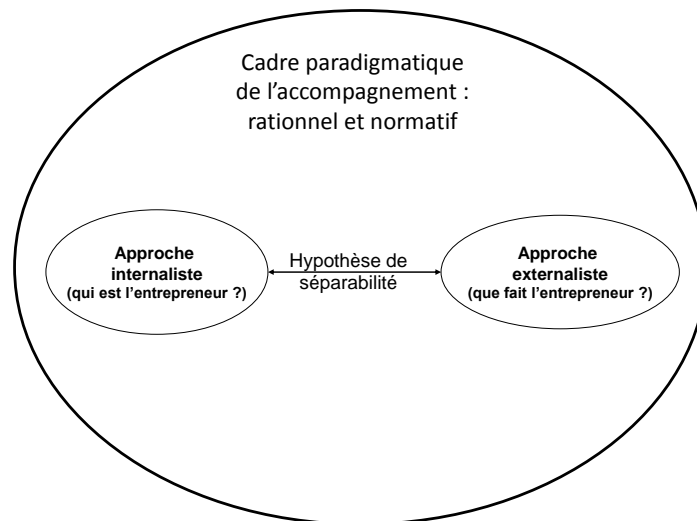 Cadre paradigmatique
de l’accompagnement :
rationnel et normatif
Approche
internaliste
(qui est l’entrepreneur ?)
Hypothèse de
séparabilité
Approche
externaliste
(que fait l’entrepreneur ?)